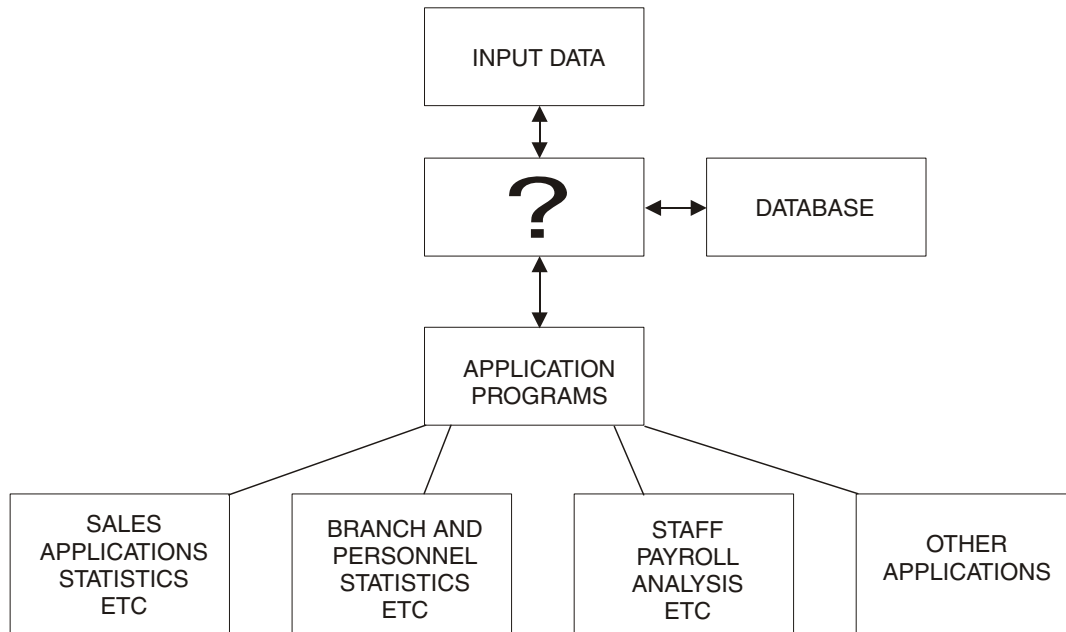 INPUT DATA
?
DATABASE
APPLICATION
PROGRAMS
SALES
APPLICATIONS
STATISTICS
ETC
BRANCH AND
PERSONNEL
STATISTICS
ETC
STAFF
PAYROLL
ANALYSIS
ETC
OTHER
APPLICATIONS